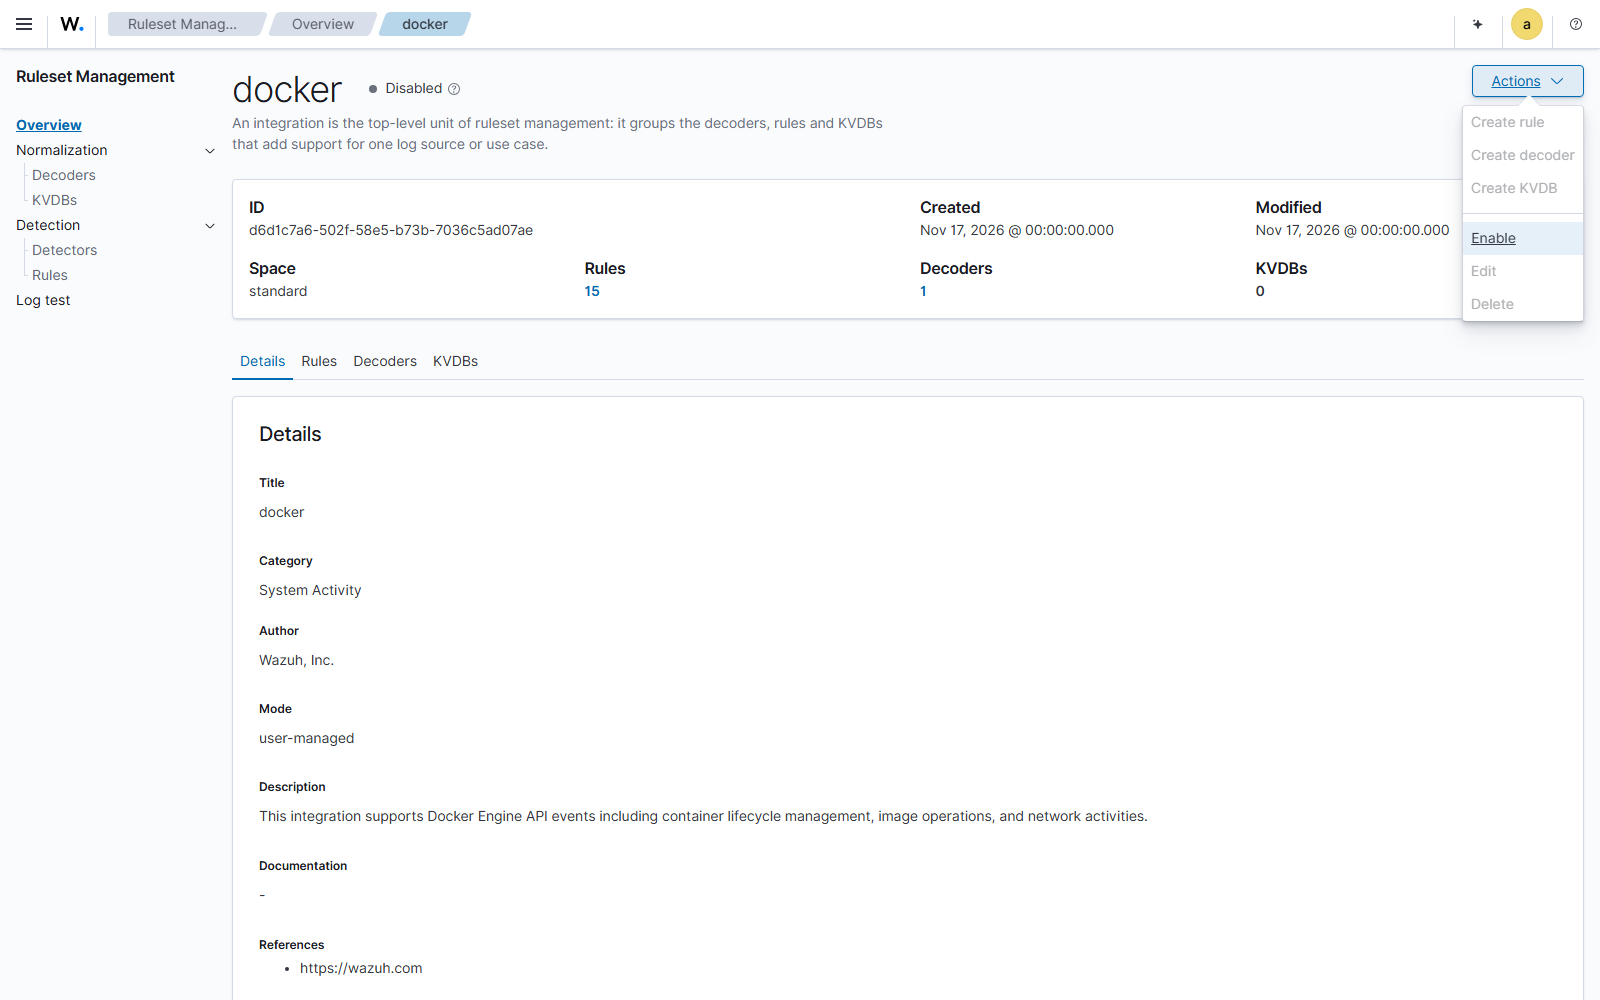 W.
Ruleset Manag...
Overview
docker
a
Ruleset Management
Overview
Normalization
Decoders
KVDBs
Detection
Detectors
Rules
Log test
docker
Disabled
An integration is the top-level unit of ruleset management: it groups the decoders, rules and KVDBs
that add support for one log source or use case.
Actions
Create rule
Create decoder
Create KVDB
Enable
Edit
Delete
ID
d6d1c7a6-502f-58e5-b73b-7036c5ad07ae
Created
Nov 17, 2026 @ 00:00:00.000
Modified
Nov 17, 2026 @ 00:00:00.000
Space
standard
Rules
15
Decoders
1
KVDBs
0
Details Rules Decoders KVDBs
Details
Title
docker
Category
System Activity
Author
Wazuh, Inc.
Mode
user-managed
Description
This integration supports Docker Engine API events including container lifecycle management, image operations, and network activities.
Documentation
-
References
• https://wazuh.com